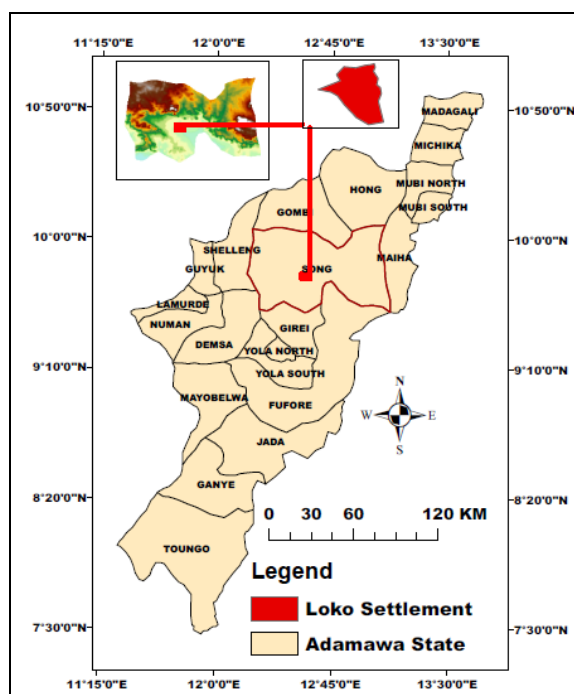 11°15'0"E 12°0'0"E 12°45'0"E 13°30'0"E
10°50'0"N 10°50'0"N
MADAGALI
MICHIKA
MUBI NORTH
HONG
MUBI SOUTH
GOMBI
10°0'0"N 10°0'0"N
SHELLENG
MAIHA
GUYUK SONG
LAMURDE
NUMAN GIREI
DEMSA YOLA NORTH
9°10'0"N 9°10'0"N
YOLA SOUTH
MAYOBELWA
FUFORE
N
W E
S
JADA
GANYE
8°20'0"N 8°20'0"N
0 30 60 120 KM
TOUNGO
Legend
Loko Settlement
7°30'0"N 7°30'0"N
Adamawa State
11°15'0"E 12°0'0"E 12°45'0"E 13°30'0"E